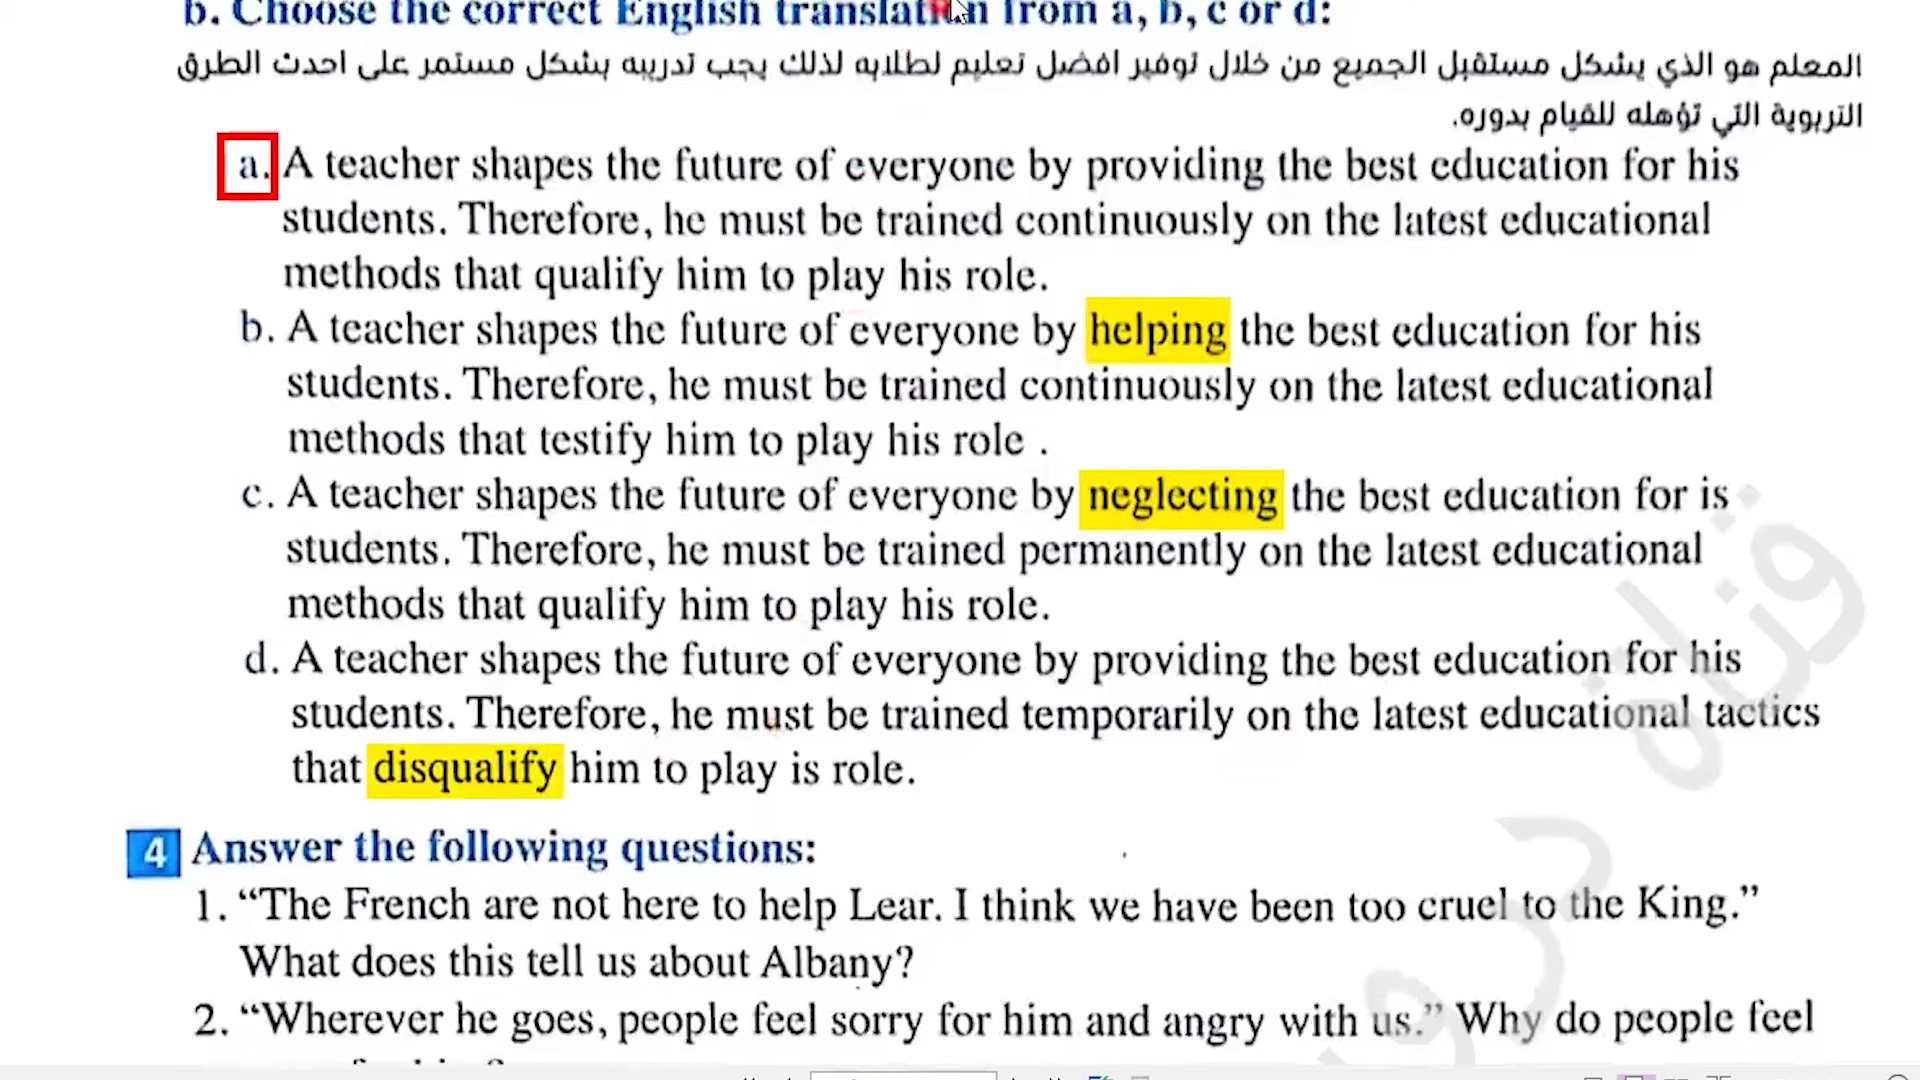 b. Choose the correct English translation from a, b, c or d:
المعلم هو الذي يشكل مستقبل الجميع من خلال توفير افضل تعليم لطلابه لذلك يجب تدريبه بشكل مستمر على احدث الطرق
التربوية التي تؤهله للقيام بدوره.
a. A teacher shapes the future of everyone by providing the best education for his
students. Therefore, he must be trained continuously on the latest educational
methods that qualify him to play his role.
b. A teacher shapes the future of everyone by helping the best education for his
students. Therefore, he must be trained continuously on the latest educational
methods that testify him to play his role .
c. A teacher shapes the future of everyone by neglecting the best education for is
students. Therefore, he must be trained permanently on the latest educational
methods that qualify him to play his role.
d. A teacher shapes the future of everyone by providing the best education for his
students. Therefore, he must be trained temporarily on the latest educational tactics
that disqualify him to play is role.
4 Answer the following questions:
1. “The French are not here to help Lear. I think we have been too cruel to the King.”
What does this tell us about Albany?
2. “Wherever he goes, people feel sorry for him and angry with us.” Why do people feel
قناة